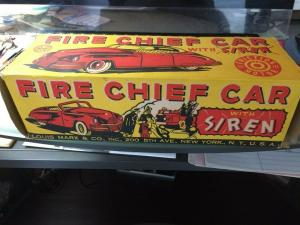 FIRE CHIEF CAR
WITH SIREN
FIRE CHIEF CAR
WITH
SIREN
LOUIS MARX & CO., INC. 200 5TH AVE., NEW YORK, N.Y., U.S.A.